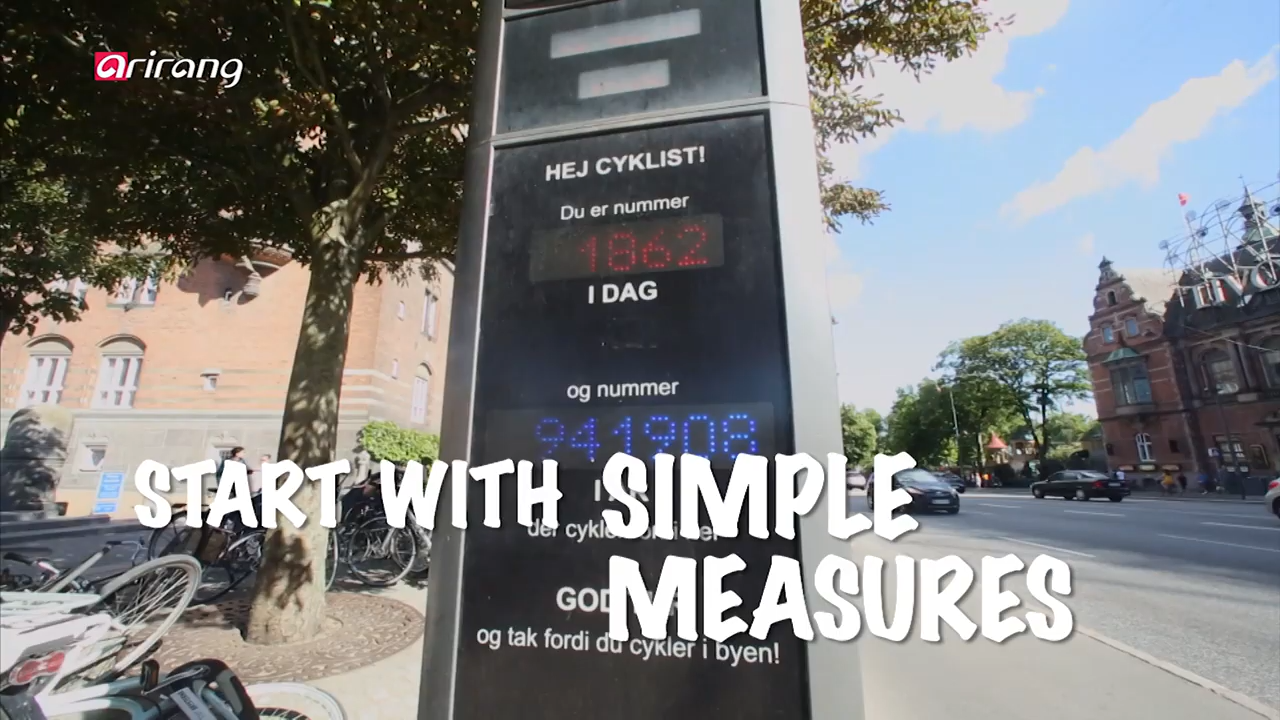 arirang
HEJ CYKLIST!
Du er nummer
1862
I DAG
og nummer
941908
START WITH SIMPLE
MEASURES
og tak fordi du cykler i byen!